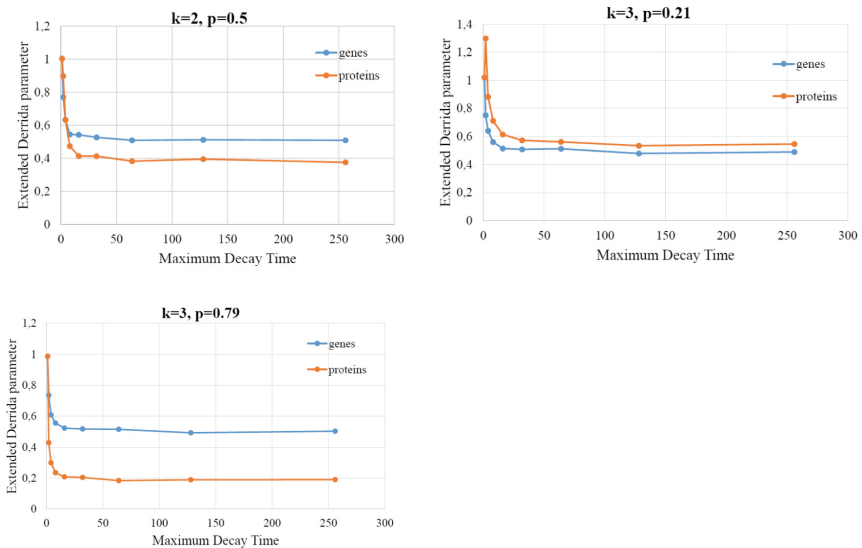 k=2, p=0.5
Extended Derrida parameter
1,2
1
0,8
0,6
0,4
0,2
0
0 50 100 150 200 250 300
Maximum Decay Time
genes
proteins
k=3, p=0.21
Extended Derrida parameter
1,4
1,2
1
0,8
0,6
0,4
0,2
0
0 50 100 150 200 250 300
Maximum Decay Time
genes
proteins
k=3, p=0.79
Extended Derrida parameter
1,2
1
0,8
0,6
0,4
0,2
0
0 50 100 150 200 250 300
Maximum Decay Time
genes
proteins